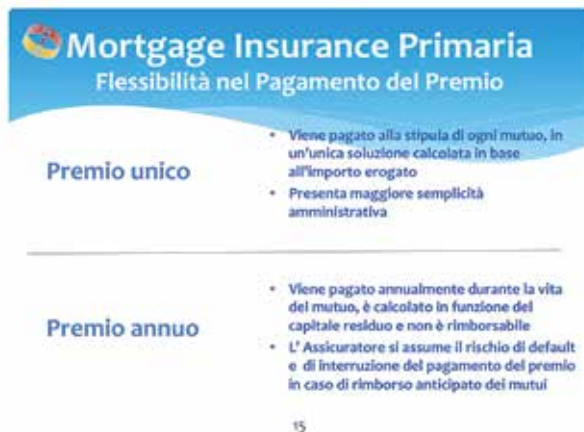 Mortgage Insurance Primaria
Flessibilità nel Pagamento del Premio
Premio unico
• Viene pagato alla stipula di ogni mutuo, in
un'unica soluzione calcolata in base
all'importo erogato
• Presenta maggiore semplicità
amministrativa
Premio annuo
• Viene pagato annualmente durante la vita
del mutuo, è calcolato in funzione del
capitale residuo e non è rimborsabile
• L' Assicuratore si assume il rischio di default
e di interruzione del pagamento del premio
in caso di rimborso anticipato dei mutui
15